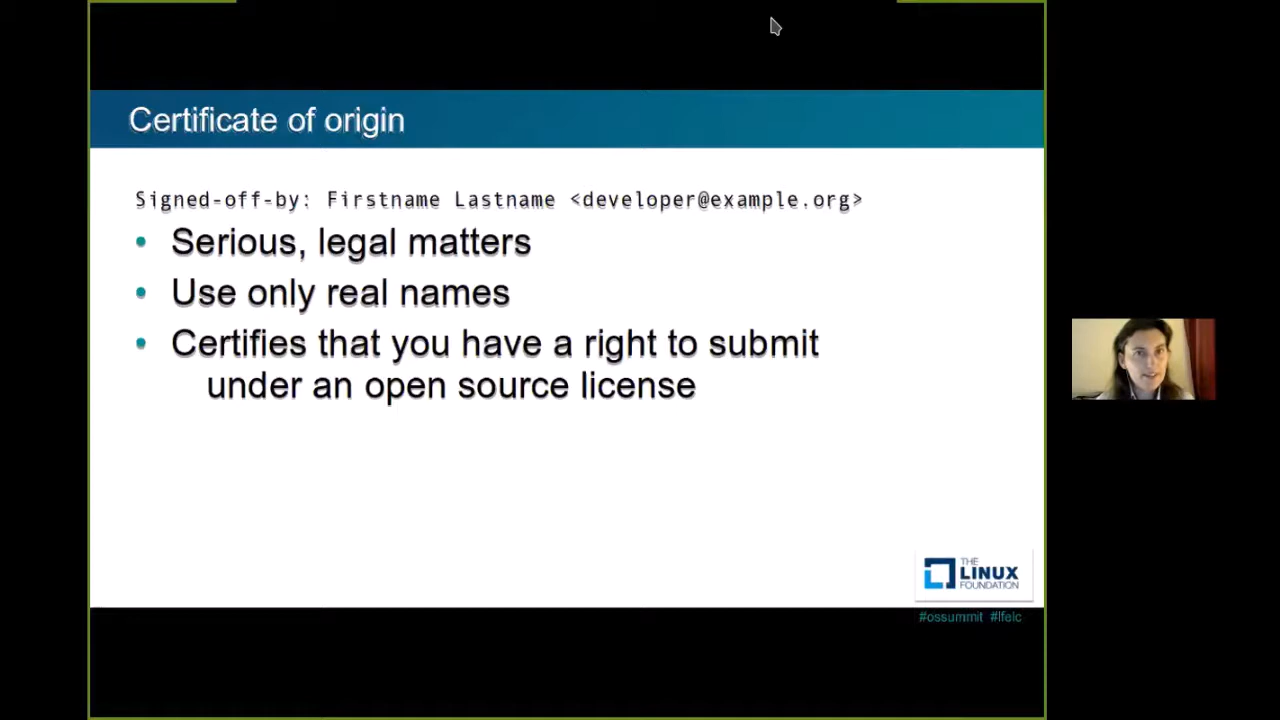 Certificate of origin
Signed-off-by: Firstname Lastname <developer@example.org>
• Serious, legal matters
• Use only real names
• Certifies that you have a right to submit
under an open source license
THE
LINUX
FOUNDATION
#ossummit #lfelc